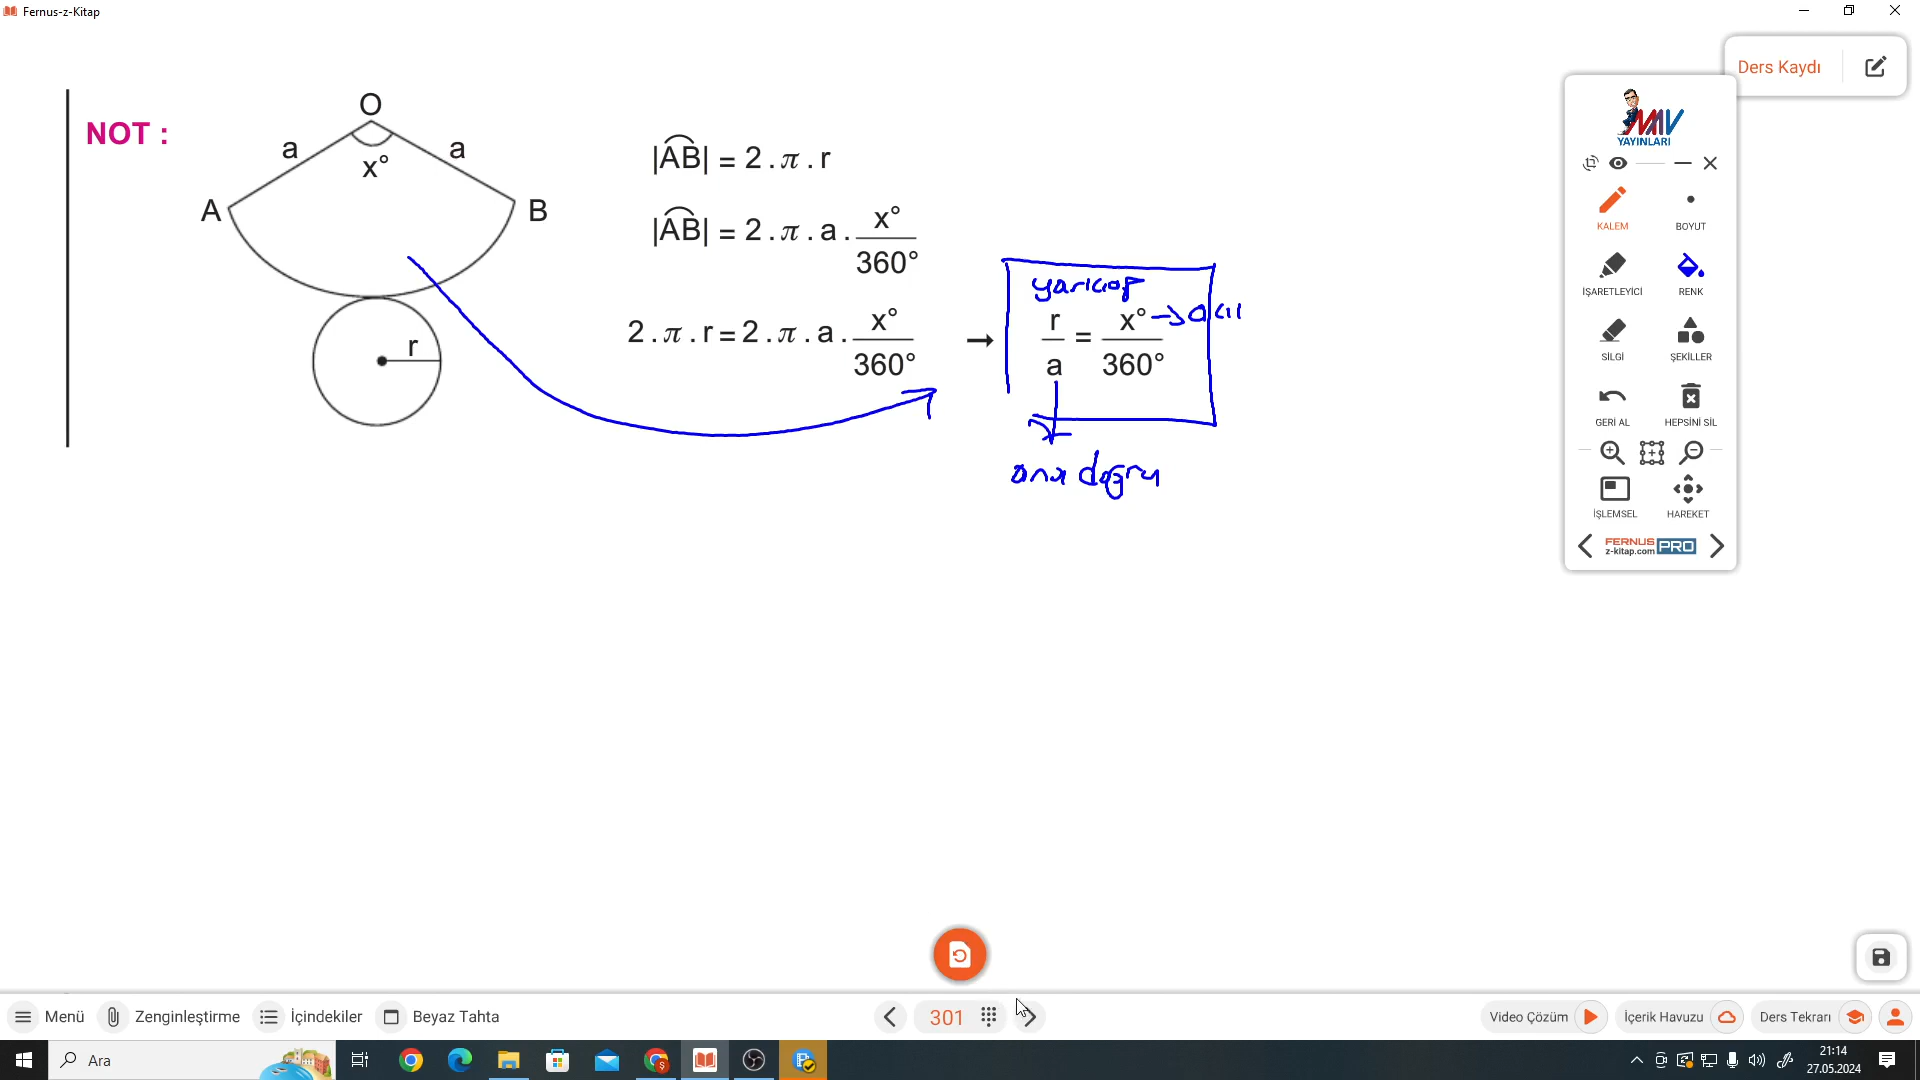 Fernus-z-Kitap
Ders Kaydı
NOT :
O
a
a
x°
A
B
r
|AB| = 2 . π . r
|AB| = 2 . π . a . x°/360°
2 . π . r = 2 . π . a . x°/360° → r/a = x°/360°
yarıçap
→ açı
ana doğru
MMV
YAYINLARI
KALEM
BOYUT
İŞARETLEYİCİ
RENK
SİLGİ
ŞEKİLLER
GERİ AL
HEPSİNİ SİL
İŞLEMSEL
HAREKET
FERNUS
z-kitap.com PRO
Menü
Zenginleştirme
İçindekiler
Beyaz Tahta
301
Video Çözüm
İçerik Havuzu
Ders Tekrarı
Ara
21:14
27.05.2024